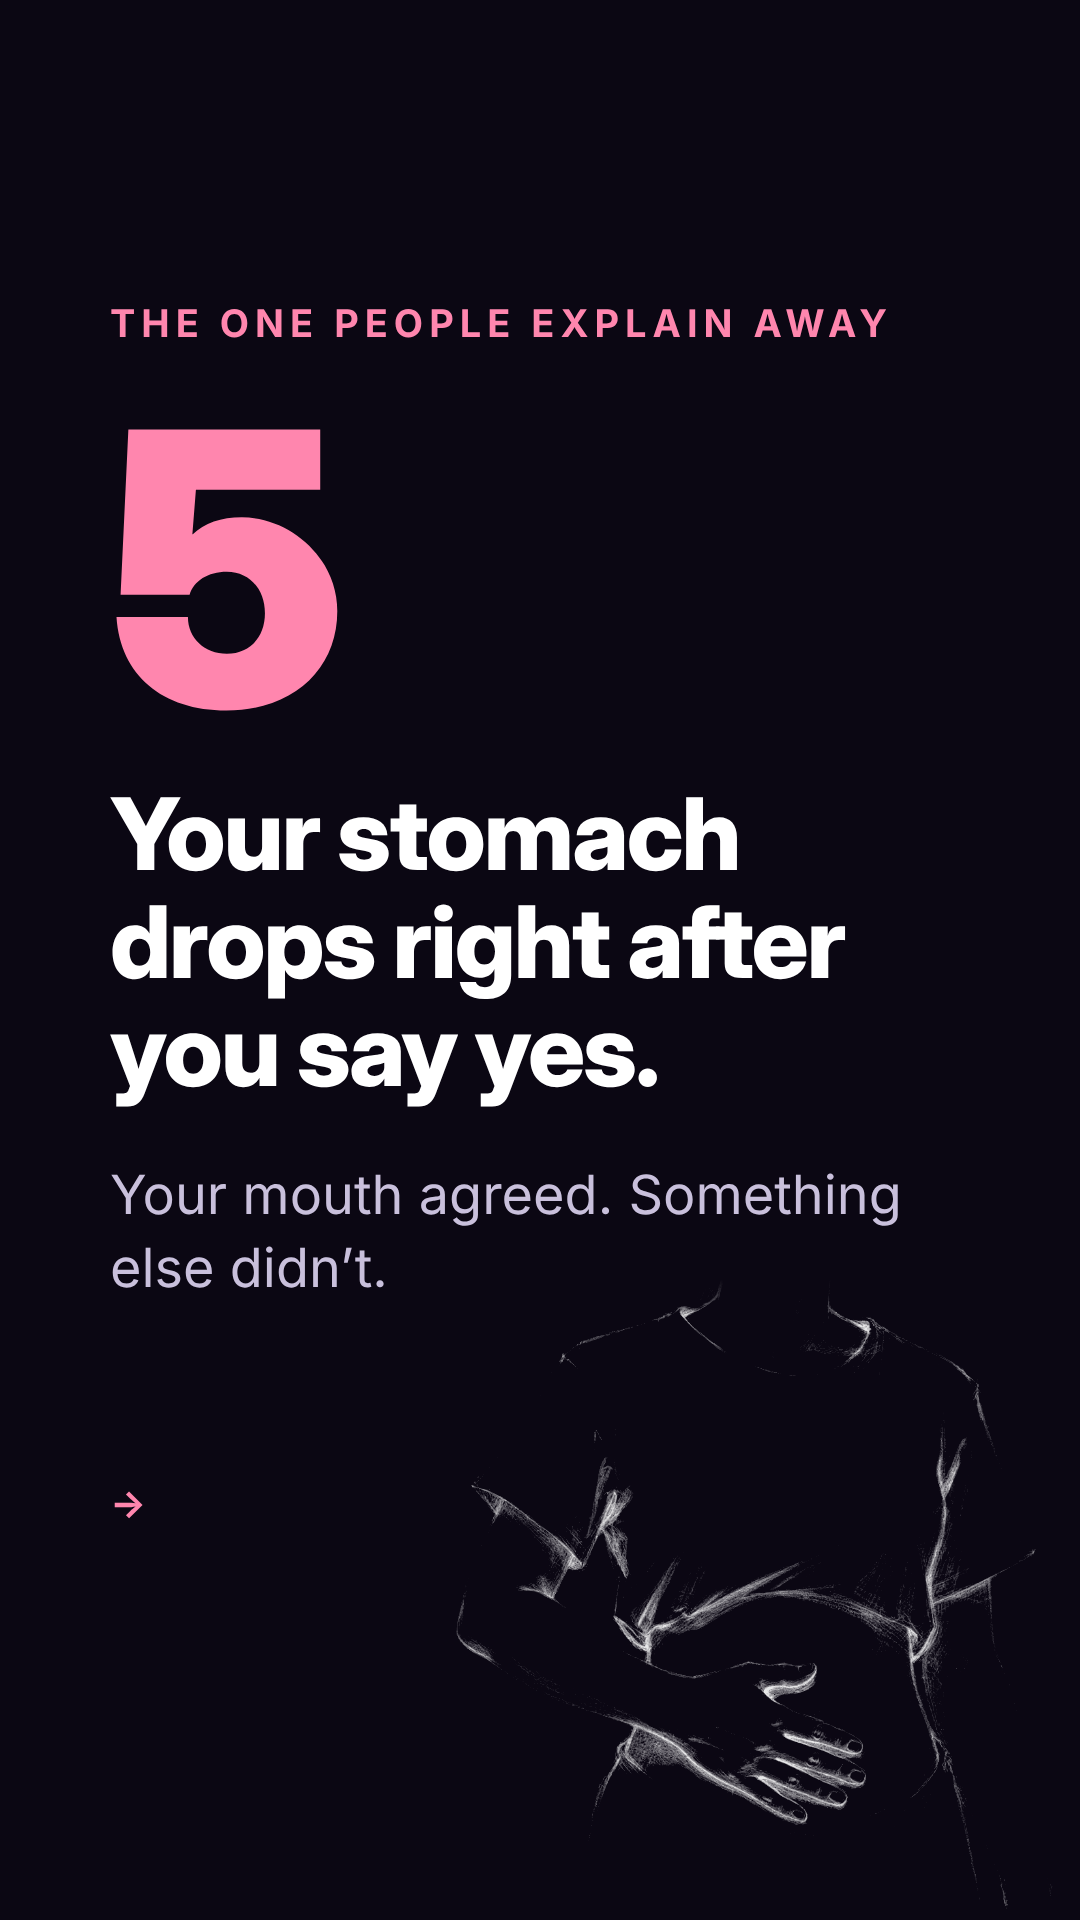 THE ONE PEOPLE EXPLAIN AWAY
5
Your stomach
drops right after
you say yes.
Your mouth agreed. Something
else didn’t.
→